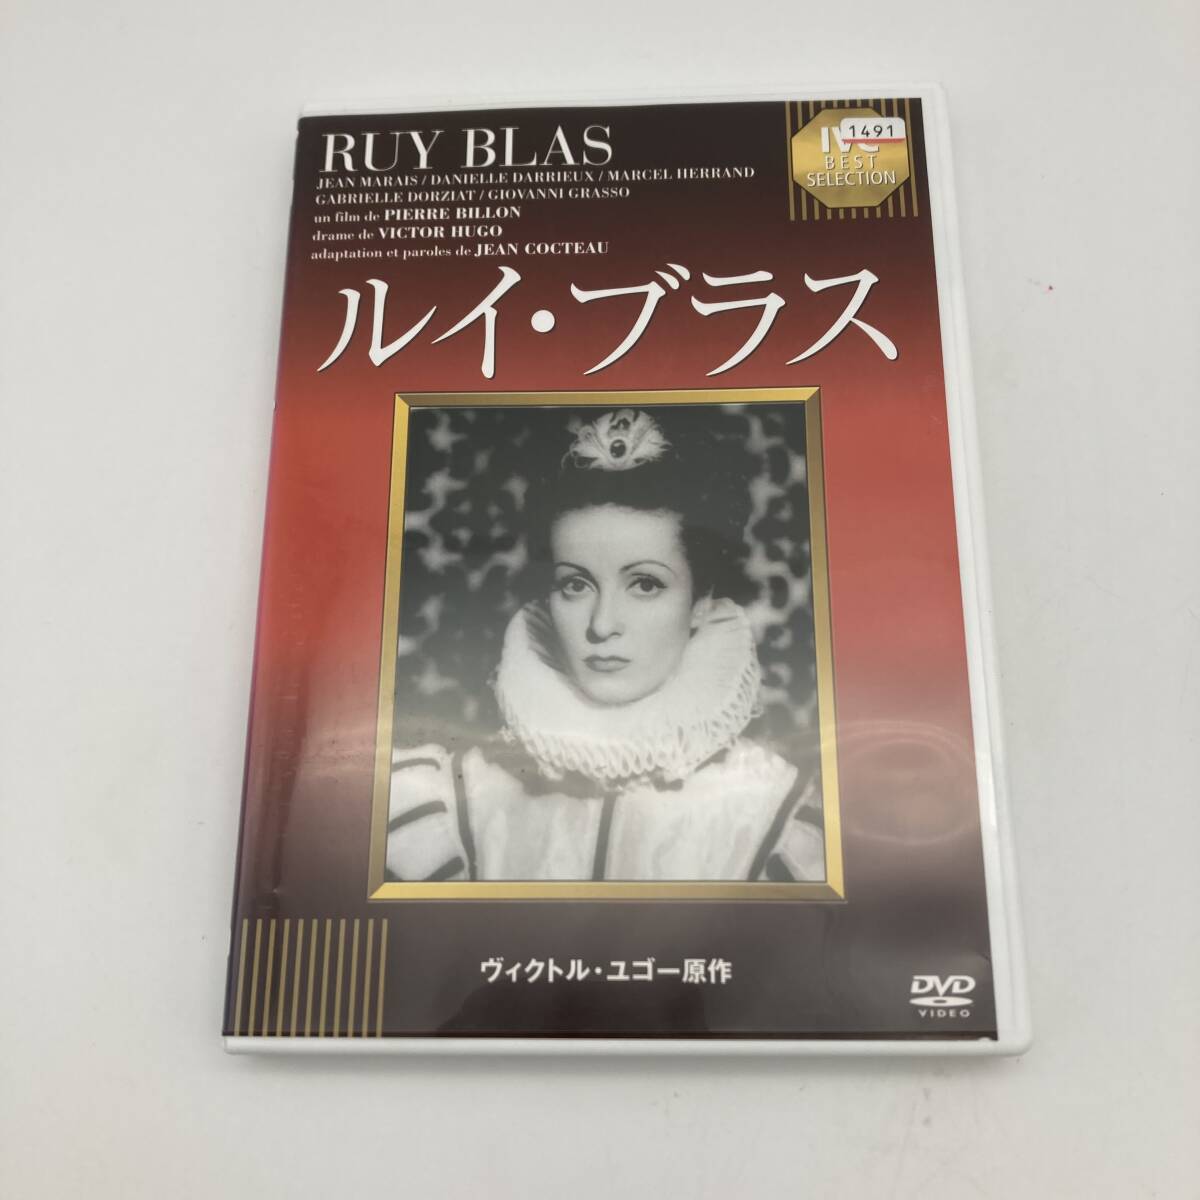 RUY BLAS
JEAN MARAIS / DANIELLE DARRIEUX / MARCEL HERRAND
GABRIELLE DORZIAT / GIOVANNI GRASSO
un film de PIERRE BILLON
drame de VICTOR HUGO
adaptation et paroles de JEAN COCTEAU
1491
IVC
BEST
SELECTION
ルイ・ブラス
ヴィクトル・ユゴー原作
DVD
VIDEO